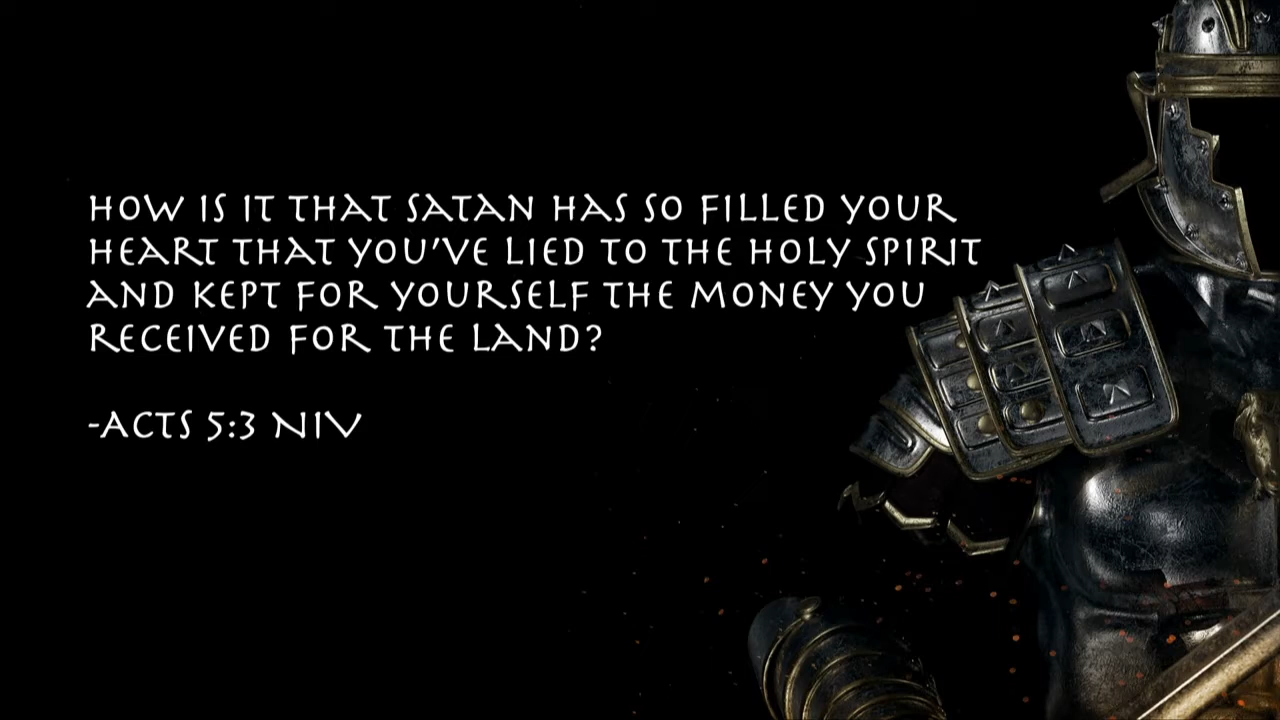 HOW IS IT THAT SATAN HAS SO FILLED YOUR
HEART THAT YOU'VE LIED TO THE HOLY SPIRIT
AND KEPT FOR YOURSELF THE MONEY YOU
RECEIVED FOR THE LAND?
-ACTS 5:3 NIV